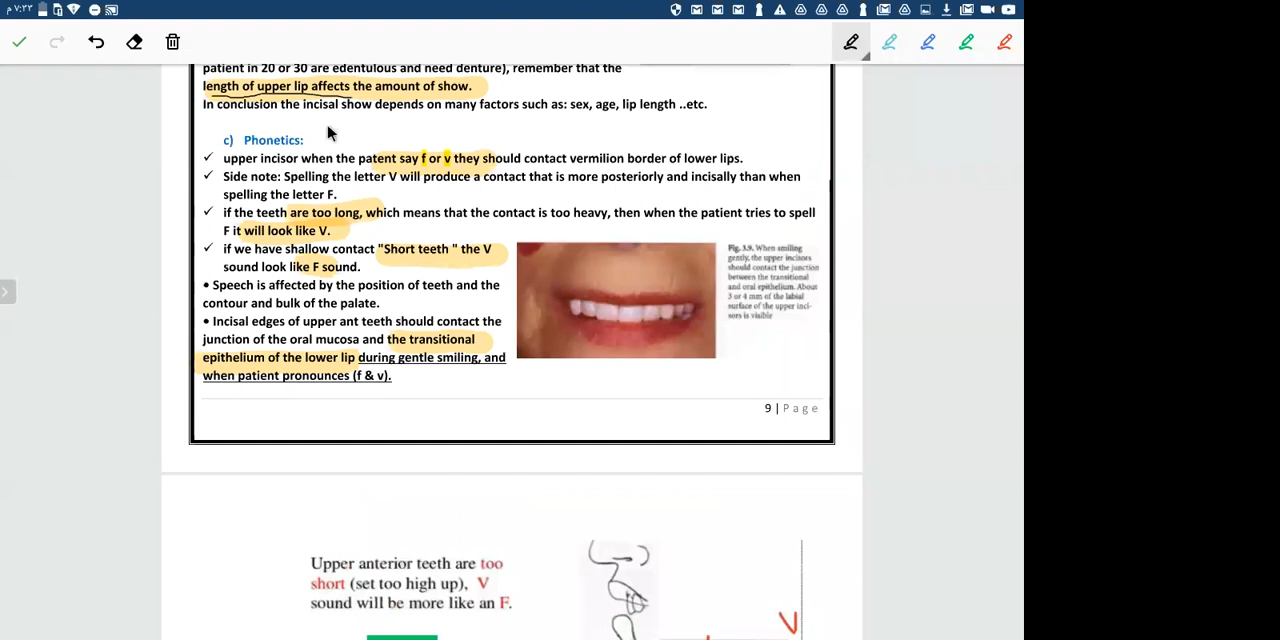 ٧:٣٣ م
patient in 20 or 30 are edentulous and need denture), remember that the
length of upper lip affects the amount of show.
In conclusion the incisal show depends on many factors such as: sex, age, lip length ..etc.
c) Phonetics:
✓ upper incisor when the patent say f or v they should contact vermilion border of lower lips.
✓ Side note: Spelling the letter V will produce a contact that is more posteriorly and incisally than when
spelling the letter F.
✓ if the teeth are too long, which means that the contact is too heavy, then when the patient tries to spell
F it will look like V.
✓ if we have shallow contact "Short teeth " the V
sound look like F sound.
• Speech is affected by the position of teeth and the
contour and bulk of the palate.
• Incisal edges of upper ant teeth should contact the
junction of the oral mucosa and the transitional
epithelium of the lower lip during gentle smiling, and
when patient pronounces (f & v).
Fig. 3.9. When smiling
gently, the upper incisors
should contact the junction
between the transitional
and oral epithelium. About
3 or 4 mm of the labial
surface of the upper inci-
sors is visible
9 | Page
Upper anterior teeth are too
short (set too high up), V
sound will be more like an F.
V